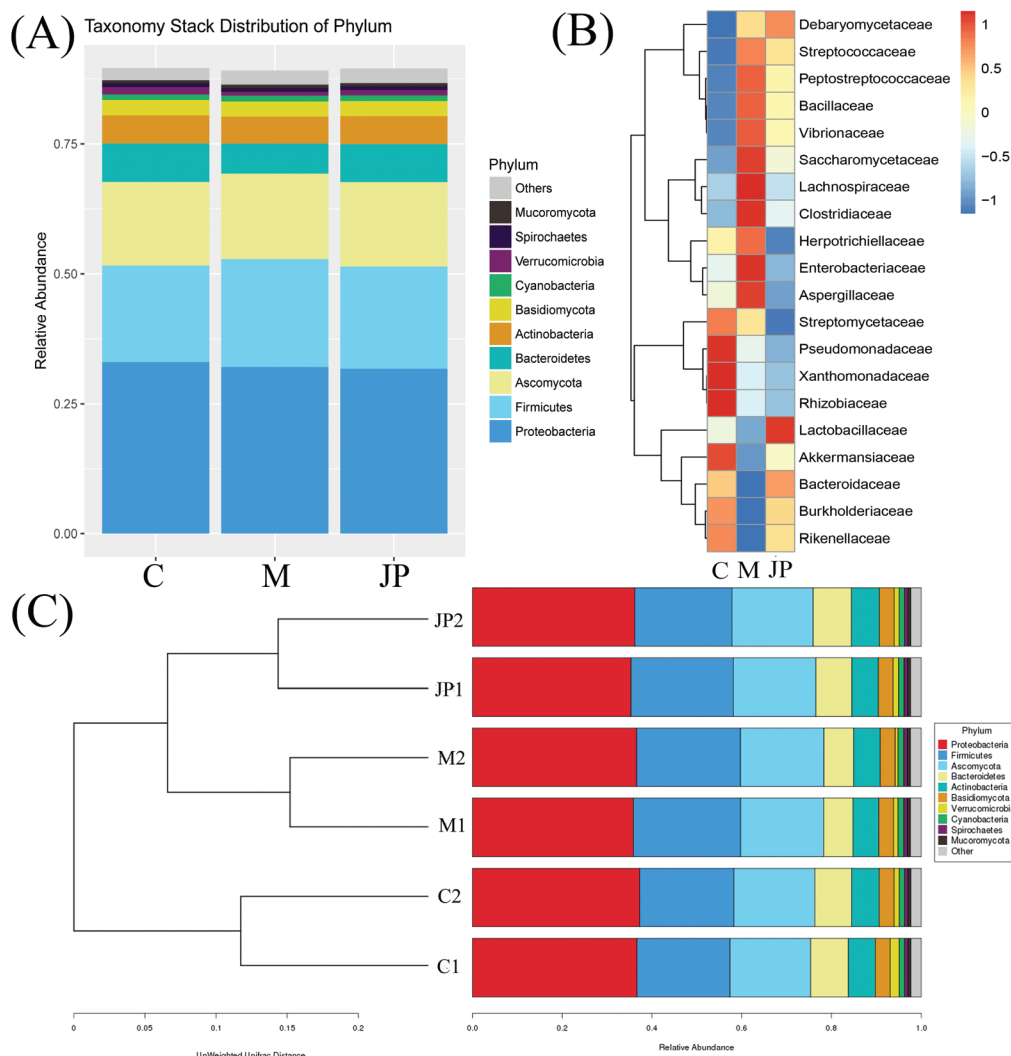 (A)
Taxonomy Stack Distribution of Phylum
Relative Abundance
0.75
0.50
0.25
0.00
C M JP
Phylum
Others
Mucoromycota
Spirochaetes
Verrucomicrobia
Cyanobacteria
Basidiomycota
Actinobacteria
Bacteroidetes
Ascomycota
Firmicutes
Proteobacteria
(B)
Debaryomycetaceae
Streptococcaceae
Peptostreptococcaceae
Bacillaceae
Vibrionaceae
Saccharomycetaceae
Lachnospiraceae
Clostridiaceae
Herpotrichiellaceae
Enterobacteriaceae
Aspergillaceae
Streptomycetaceae
Pseudomonadaceae
Xanthomonadaceae
Rhizobiaceae
Lactobacillaceae
Akkermansiaceae
Bacteroidaceae
Burkholderiaceae
Rikenellaceae
C M JP
1
0.5
0
−0.5
−1
(C)
JP2
JP1
M2
M1
C2
C1
0 0.05 0.1 0.15 0.2
UnWeighted Unifrac Distance
0.0 0.2 0.4 0.6 0.8 1.0
Relative Abundance
Phylum
Proteobacteria
Firmicutes
Ascomycota
Bacteroidetes
Actinobacteria
Basidiomycota
Verrucomicrobi
Cyanobacteria
Spirochaetes
Mucoromycota
Other